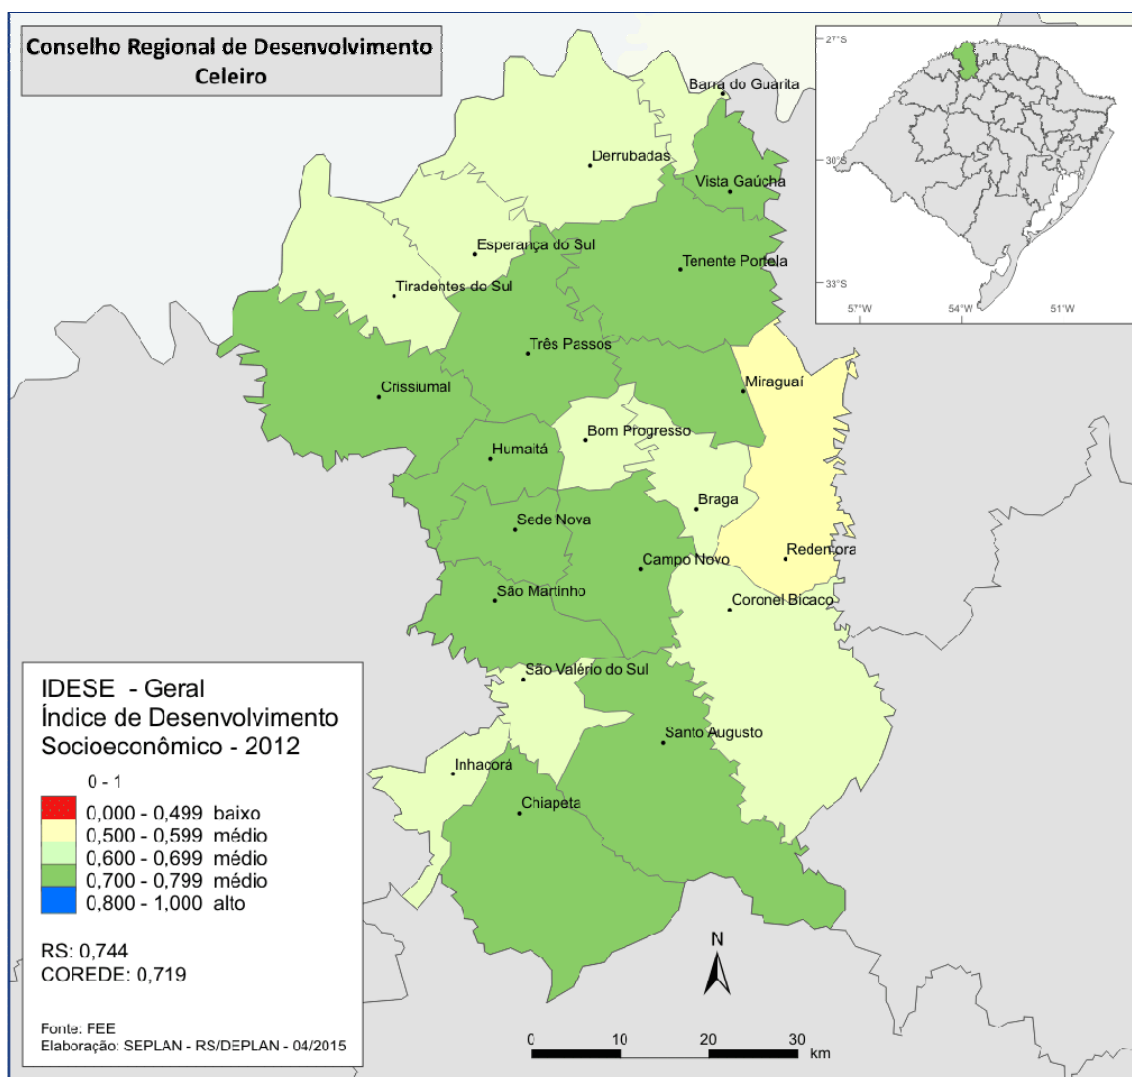 Conselho Regional de Desenvolvimento
Celeiro
27°S
30°S
33°S
57°W
54°W
51°W
Barra do Guarita
Derrubadas
Vista Gaúcha
Esperança do Sul
Tenente Portela
Tiradentes do Sul
Três Passos
Crissiumal
Miraguaí
Bom Progresso
Humaitá
Braga
Sede Nova
Redentora
Campo Novo
São Martinho
Coronel Bicaco
São Valério do Sul
Santo Augusto
Inhacorá
Chiapeta
IDESE - Geral
Índice de Desenvolvimento
Socioeconômico - 2012
0 - 1
0,000 - 0,499 baixo
0,500 - 0,599 médio
0,600 - 0,699 médio
0,700 - 0,799 médio
0,800 - 1,000 alto
RS: 0,744
COREDE: 0,719
Fonte: FEE
Elaboração: SEPLAN - RS/DEPLAN - 04/2015
N
0 10 20 30
km